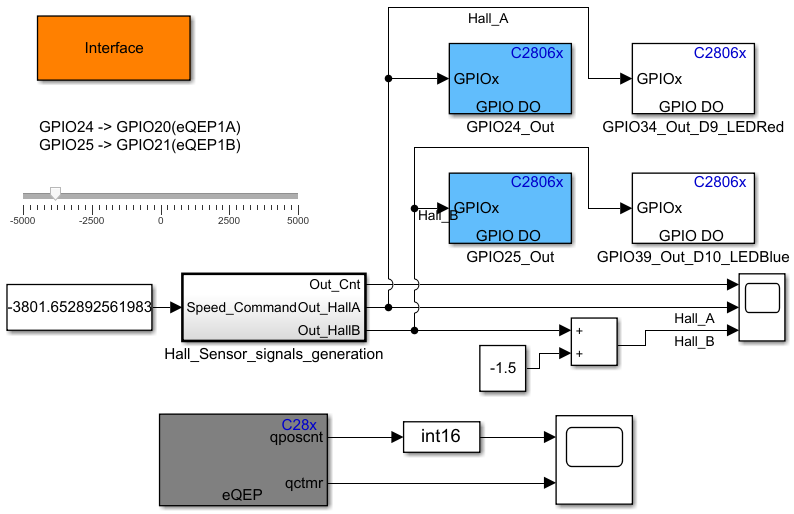 Hall_A
Interface
C2806x
GPIOx
GPIO DO
GPIO24_Out
C2806x
GPIOx
GPIO DO
GPIO34_Out_D9_LEDRed
GPIO24 -> GPIO20(eQEP1A)
GPIO25 -> GPIO21(eQEP1B)
-5000
-2500
0
2500
5000
C2806x
GPIOx
Hall_B
GPIO DO
GPIO25_Out
C2806x
GPIOx
GPIO DO
GPIO39_Out_D10_LEDBlue
-3801.652892561983
Speed_Command
Out_Cnt
Out_HallA
Out_HallB
Hall_Sensor_signals_generation
+
+
-1.5
Hall_A
Hall_B
C28x
qposcnt
qctmr
eQEP
int16